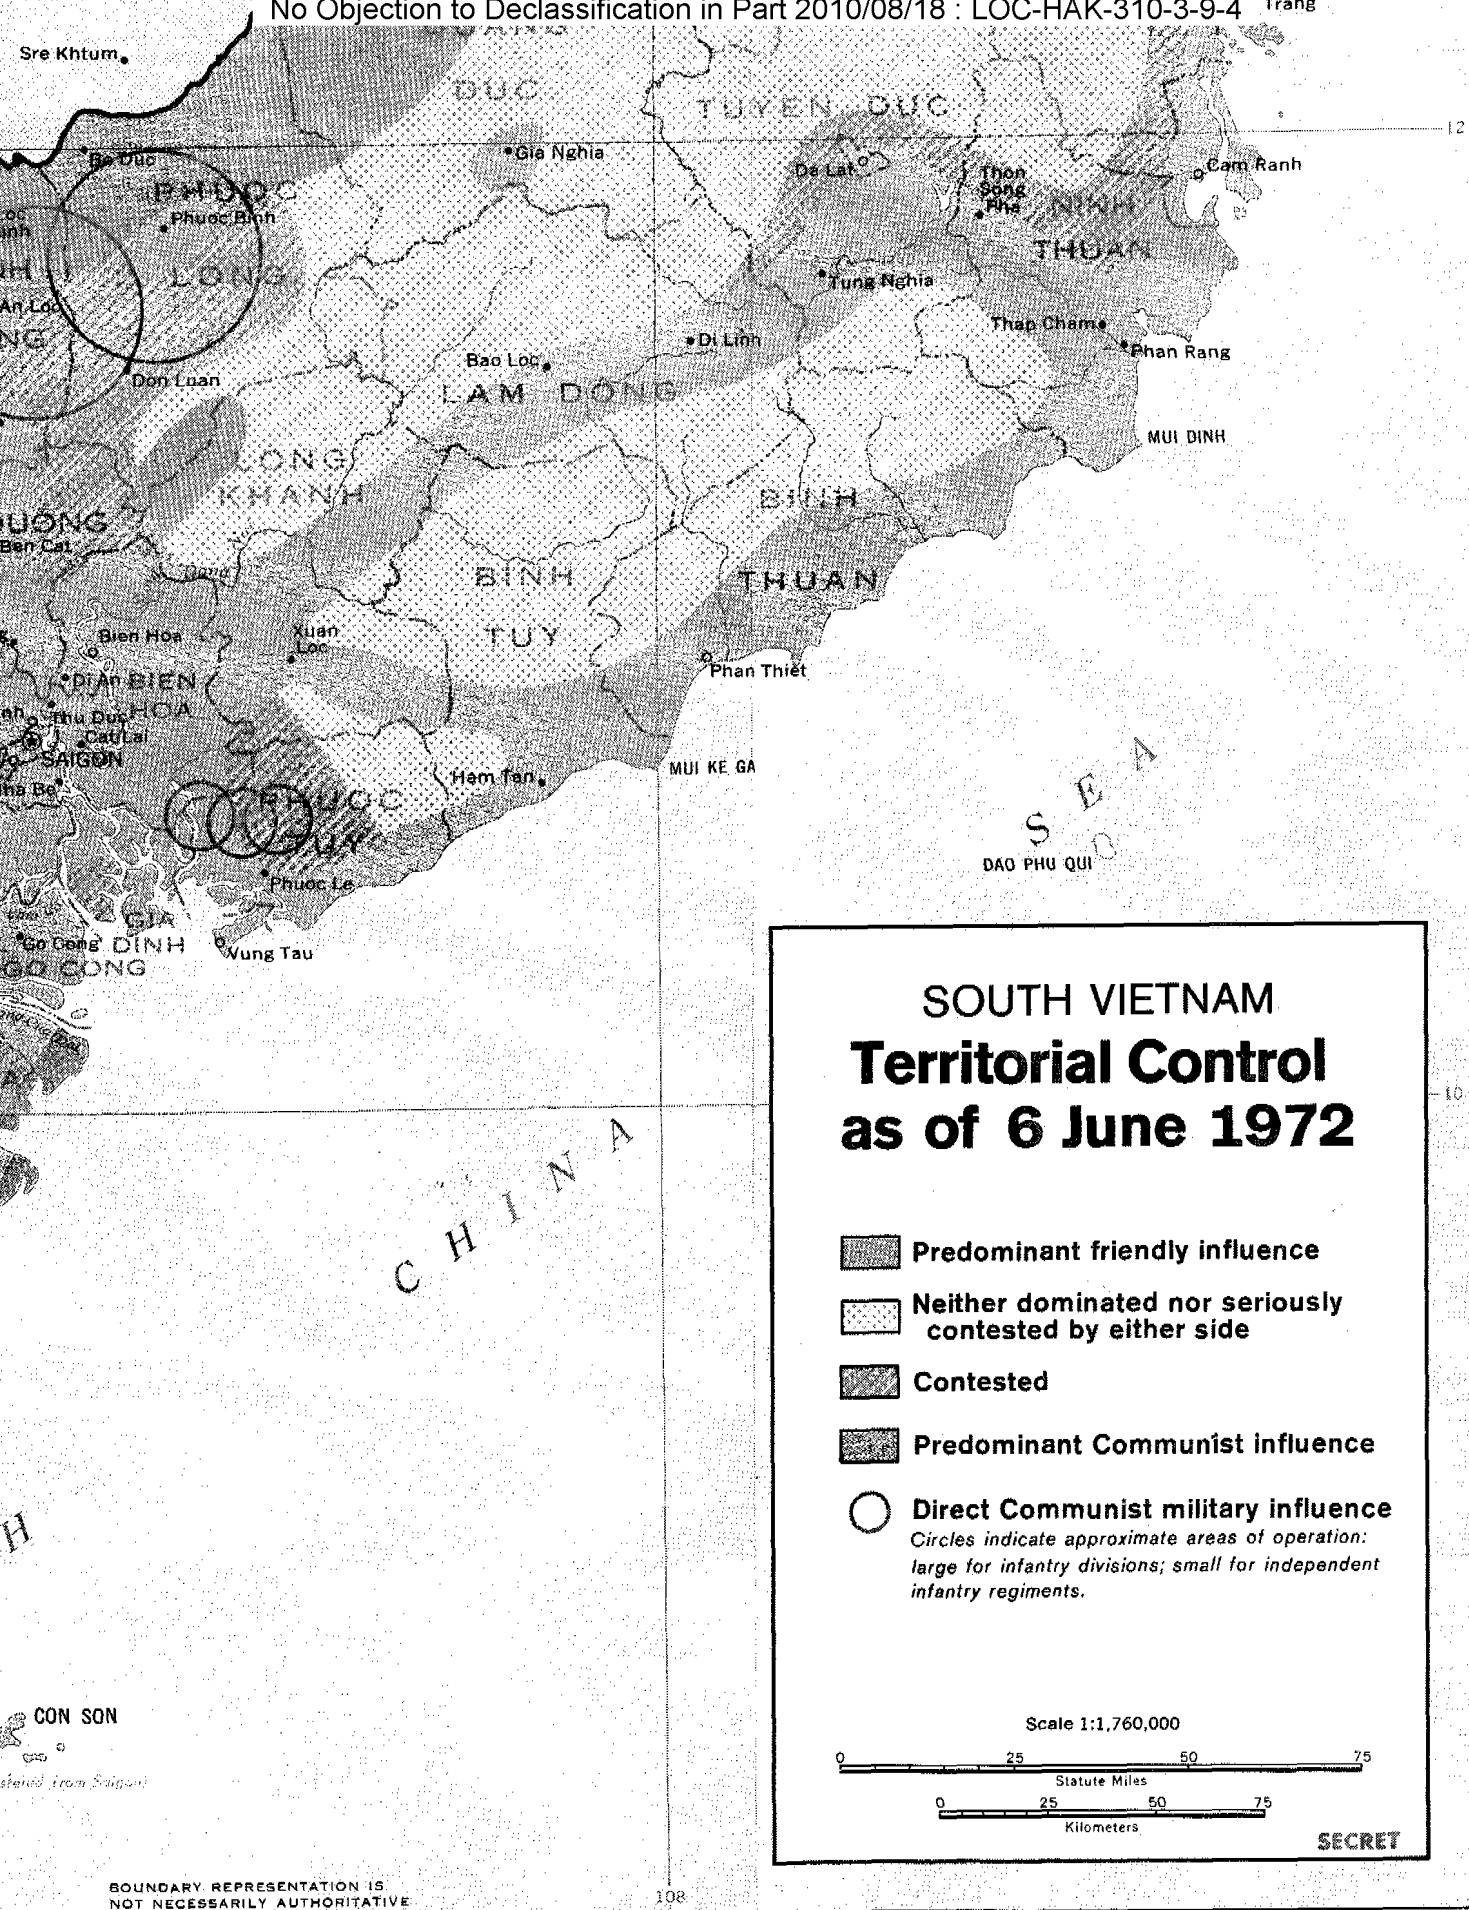 No Objection to Declassification in Part 2010/08/18 : LOC-HAK-310-3-9-4
Trang
Sre Khtum
DUC
TUYEN DUC
12
Gia Nghia
Da Lat
Thon
Song
Pha
Cam Ranh
PHUOC
Phuoc Binh
NINH
THUAN
LONG
Tung Nghia
An Loc
Thap Cham
NG
Di Linh
Phan Rang
Bao Loc
Don Luan
LAM DONG
MUI DINH
LONG
KHANH
BINH
Ben Cat
BINH
THUAN
Bien Hoa
Xuan
Loc
TUY
Phan Thiet
Di An
BIEN
HOA
Thu Duc
Cat Lai
SAIGON
MUI KE GA
Ham Tan
PHUOC
TUY
S E A
DAO PHU QUI
Phuoc Le
GIA
DINH
Go Cong
GO CONG
Vung Tau
SOUTH VIETNAM
Territorial Control
as of 6 June 1972
10
C H I N A
Predominant friendly influence
Neither dominated nor seriously
contested by either side
Contested
Predominant Communist influence
Direct Communist military influence
Circles indicate approximate areas of operation:
large for infantry divisions; small for independent
infantry regiments.
H
CON SON
Scale 1:1,760,000
0 25 50 75
Statute Miles
0 25 50 75
Kilometers
SECRET
BOUNDARY REPRESENTATION IS
NOT NECESSARILY AUTHORITATIVE
108